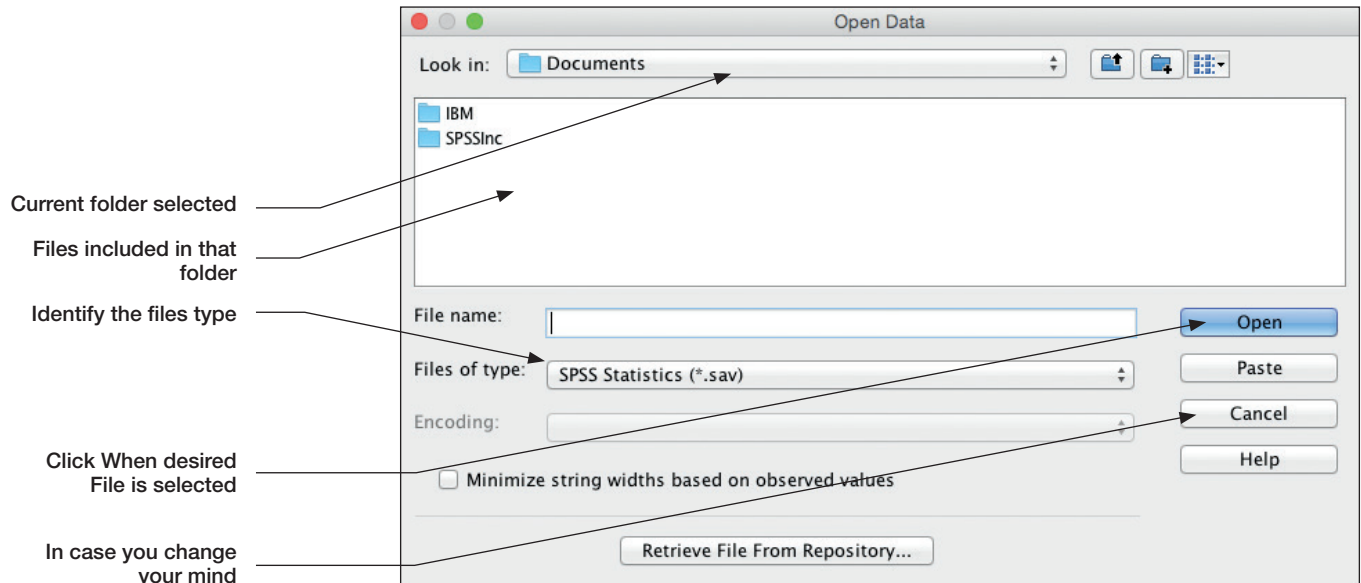 Open Data
Look in: Documents
IBM
SPSSInc
Current folder selected
Files included in that
folder
Identify the files type
File name:
Open
Files of type: SPSS Statistics (*.sav)
Paste
Encoding:
Cancel
Click When desired
File is selected
Help
Minimize string widths based on observed values
In case you change
your mind
Retrieve File From Repository...